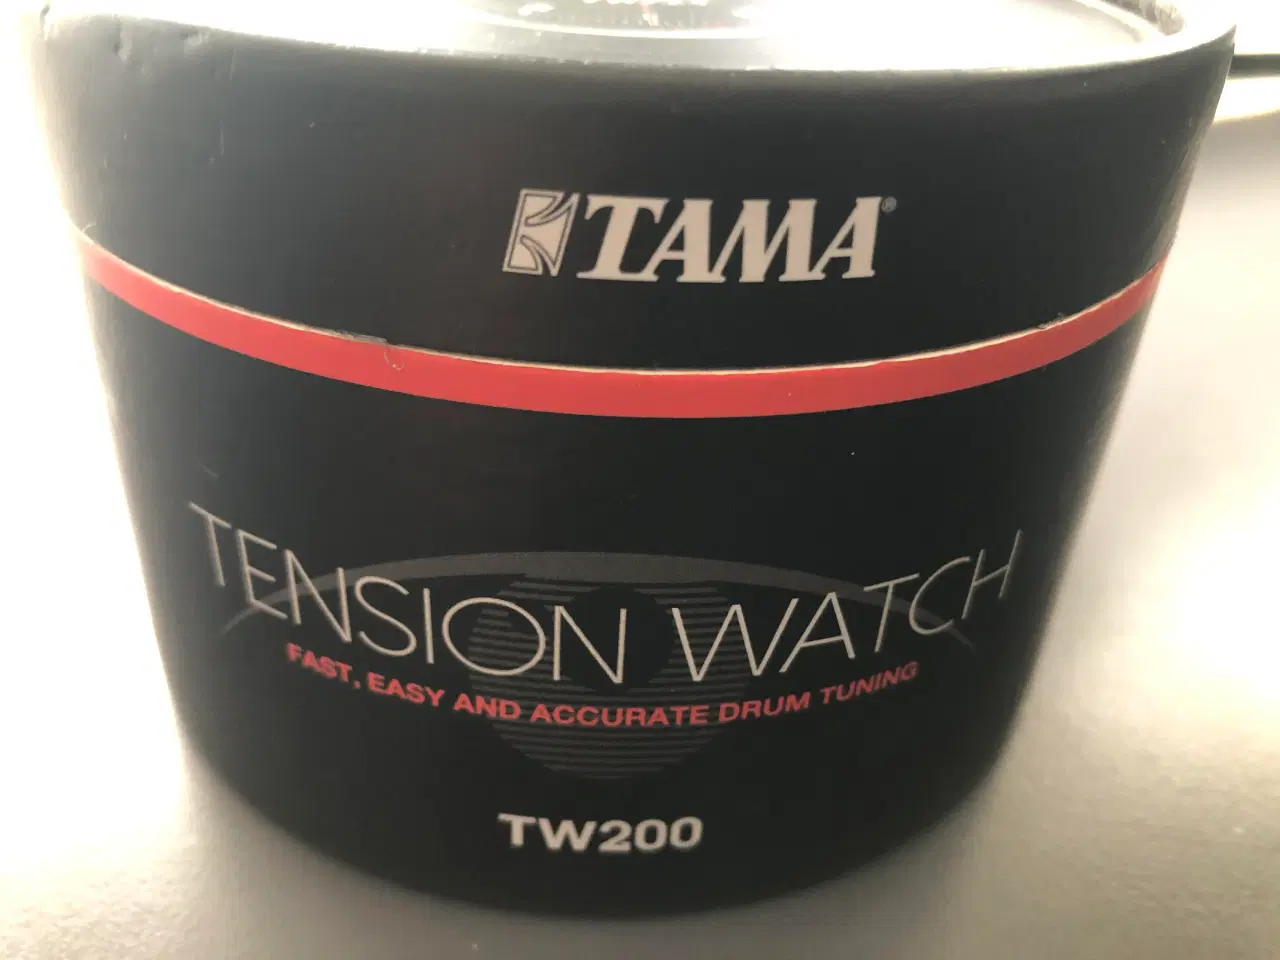 TAMA®
TENSION WATCH
FAST, EASY AND ACCURATE DRUM TUNING
TW200